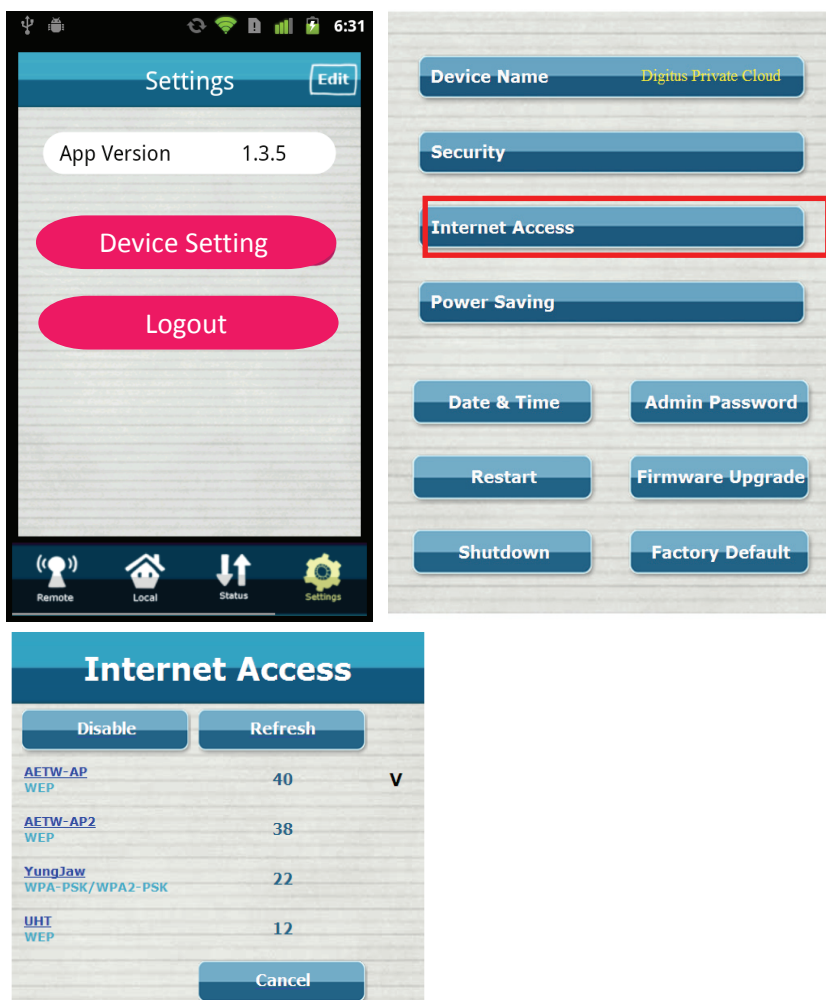 6:31
Settings
Edit
App Version 1.3.5
Device Setting
Logout
Remote Local Status Settings
Device Name Digitus Private Cloud
Security
Internet Access
Power Saving
Date & Time Admin Password
Restart Firmware Upgrade
Shutdown Factory Default
Internet Access
Disable Refresh
AETW-AP 40 V
WEP
AETW-AP2 38
WEP
YungJaw 22
WPA-PSK/WPA2-PSK
UHT 12
WEP
Cancel